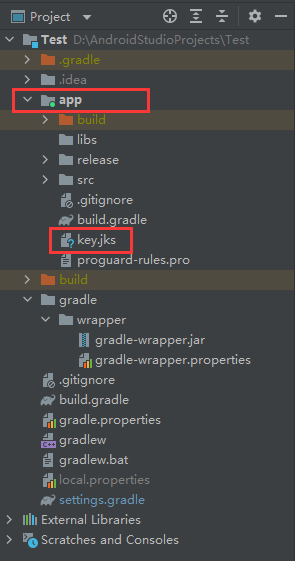 Project
Test D:\AndroidStudioProjects\Test
.gradle
.idea
app
build
libs
release
src
.gitignore
build.gradle
key.jks
proguard-rules.pro
build
gradle
wrapper
gradle-wrapper.jar
gradle-wrapper.properties
.gitignore
build.gradle
gradle.properties
gradlew
gradlew.bat
local.properties
settings.gradle
External Libraries
Scratches and Consoles